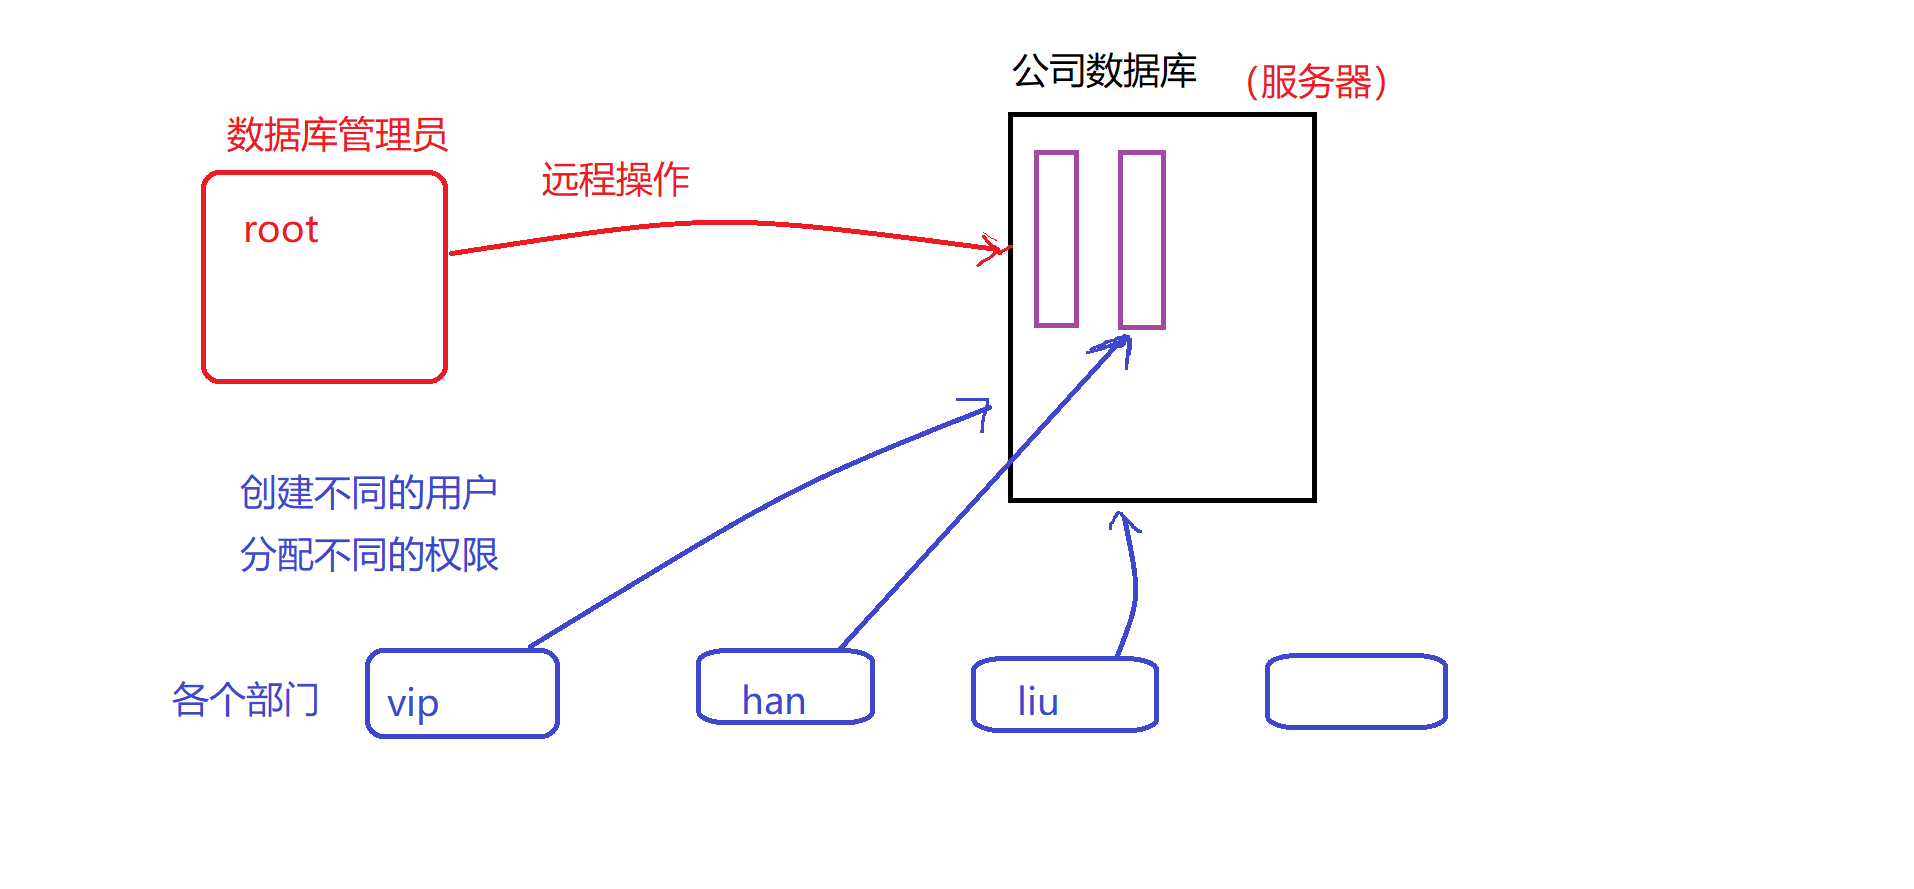 公司数据库 （服务器）
数据库管理员
远程操作
root
创建不同的用户
分配不同的权限
各个部门 vip han liu